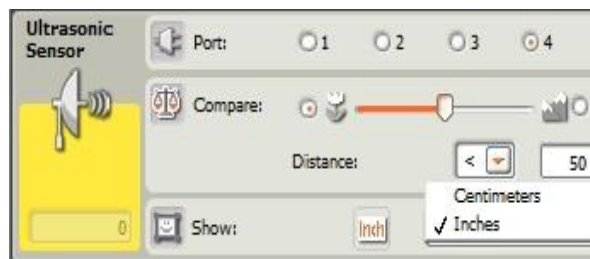 Ultrasonic
Sensor
Port: 1 2 3 4
Compare:
Distance: < 50
Centimeters
✓ Inches
0
Show: Inch